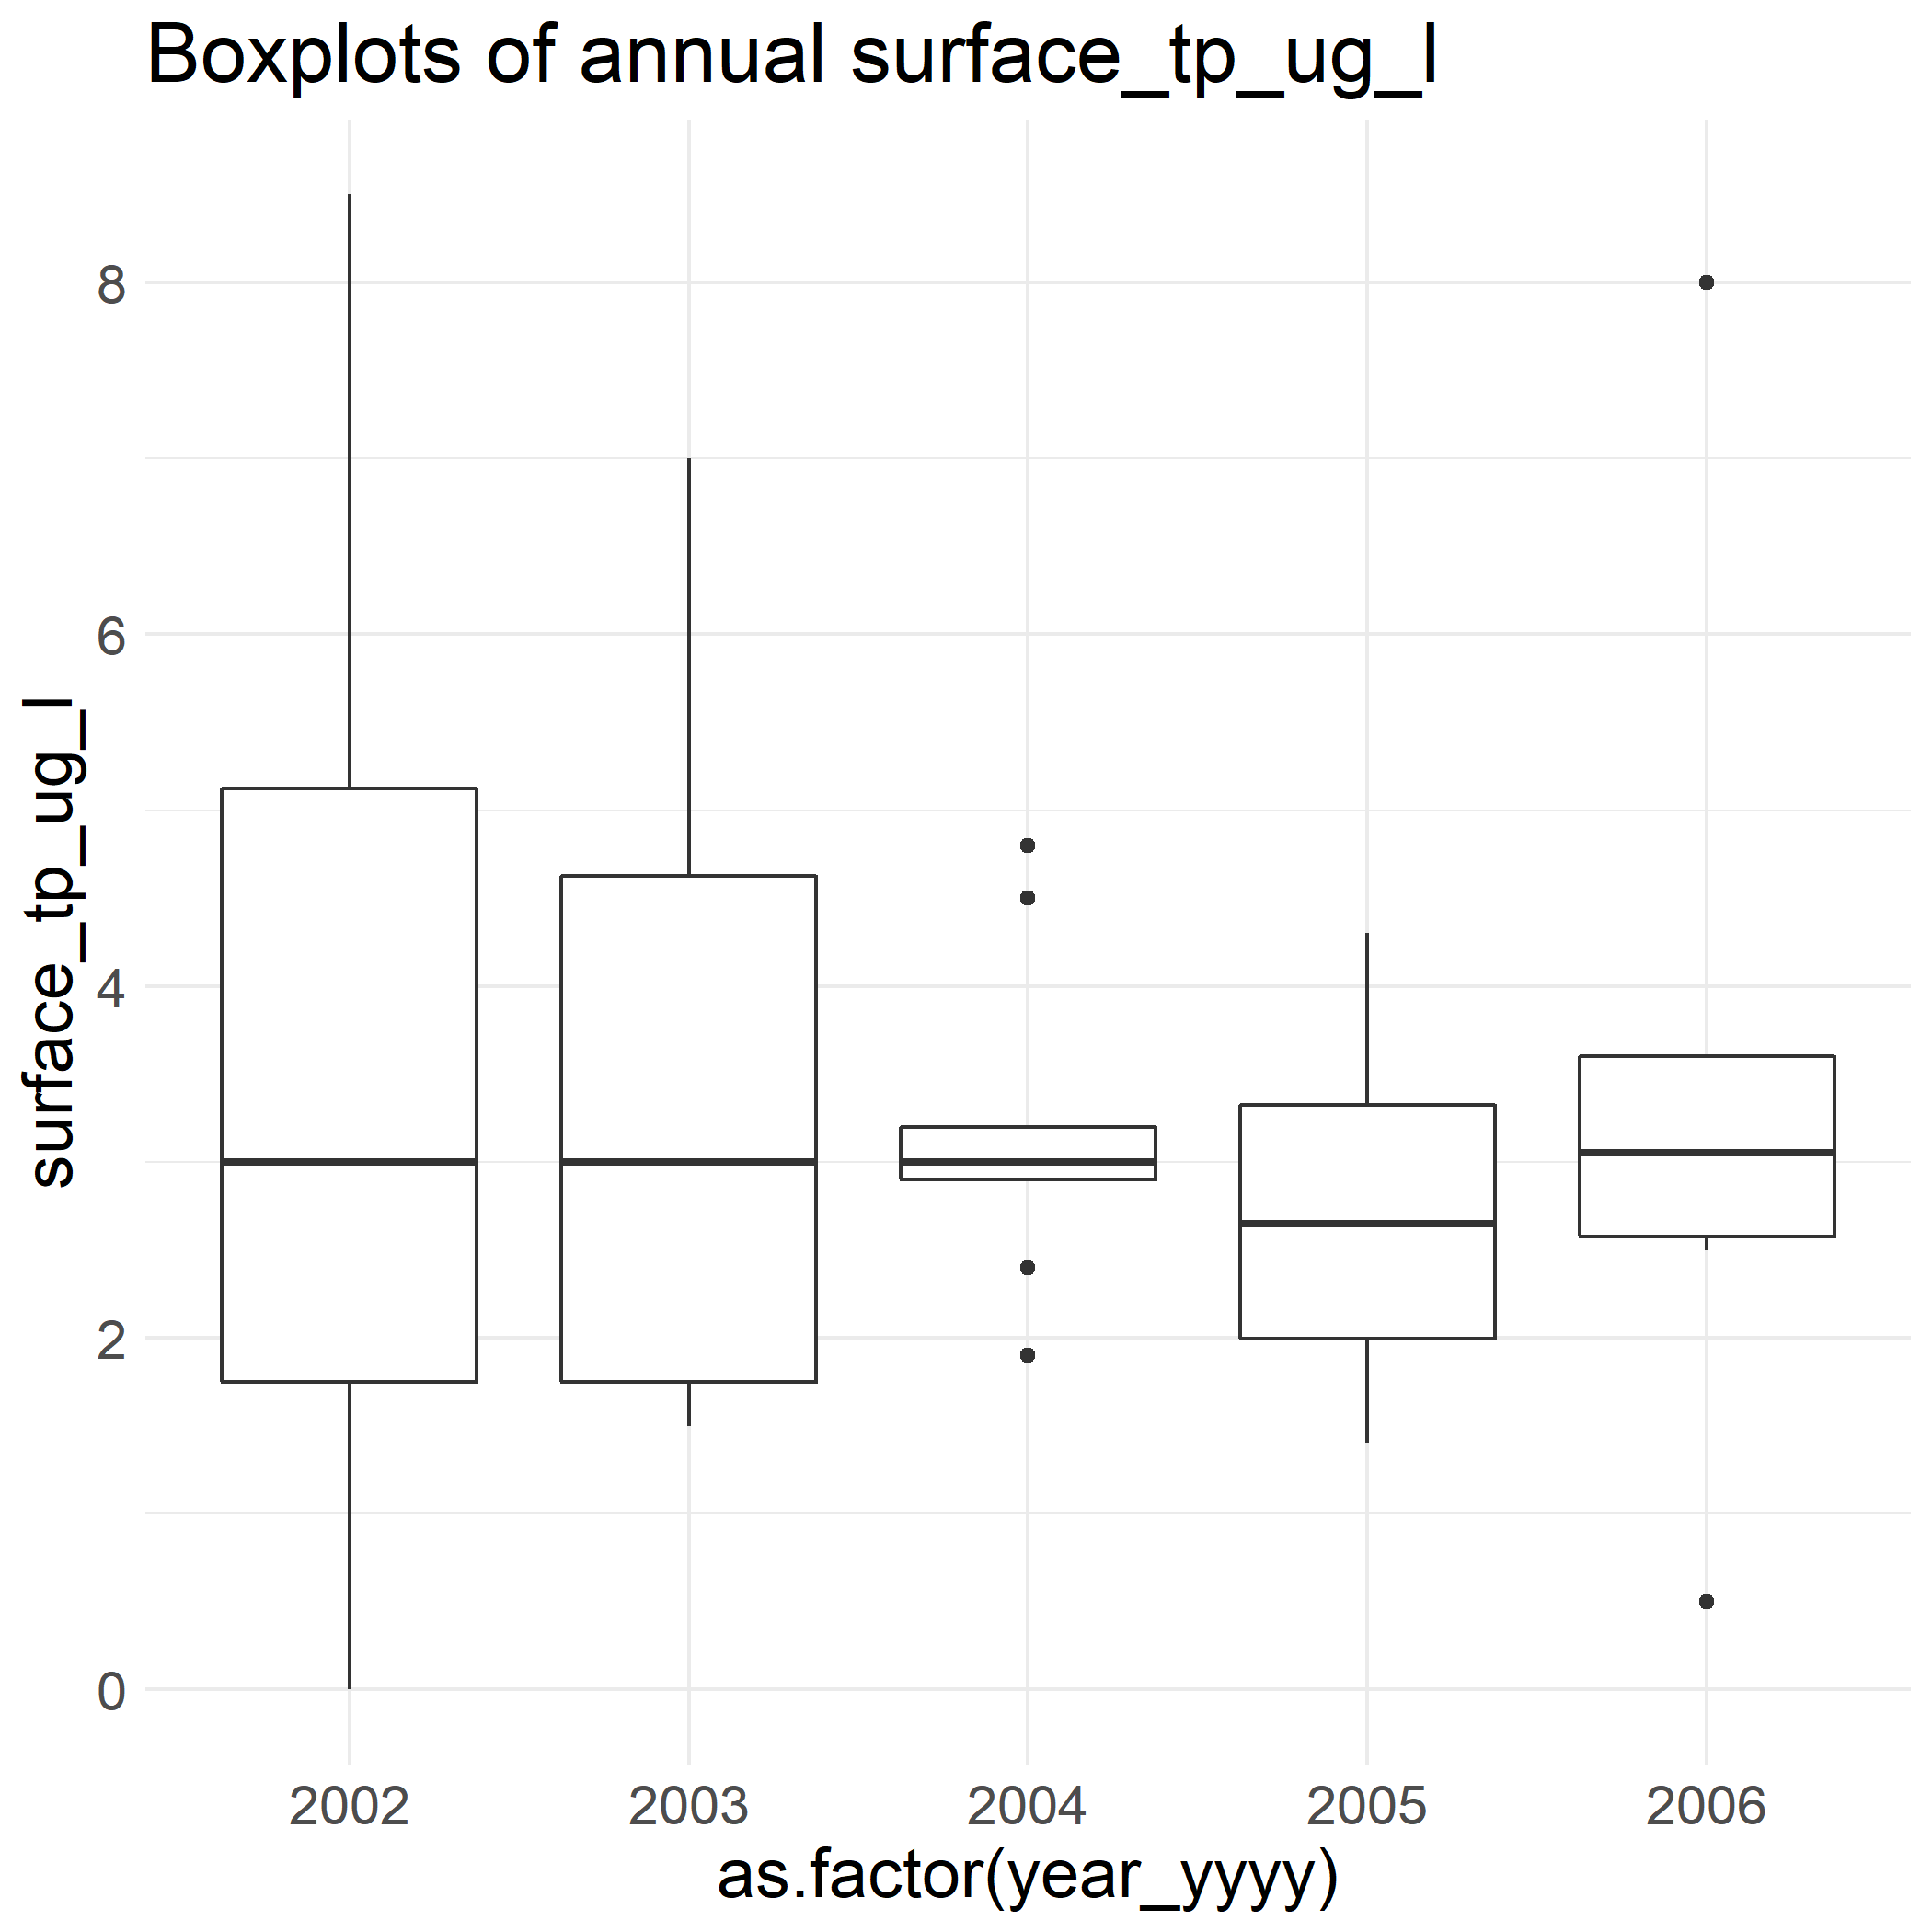 Boxplots of annual surface_tp_ug_l
surface_tp_ug_l
8
6
4
2
0
2002 2003 2004 2005 2006
as.factor(year_yyyy)